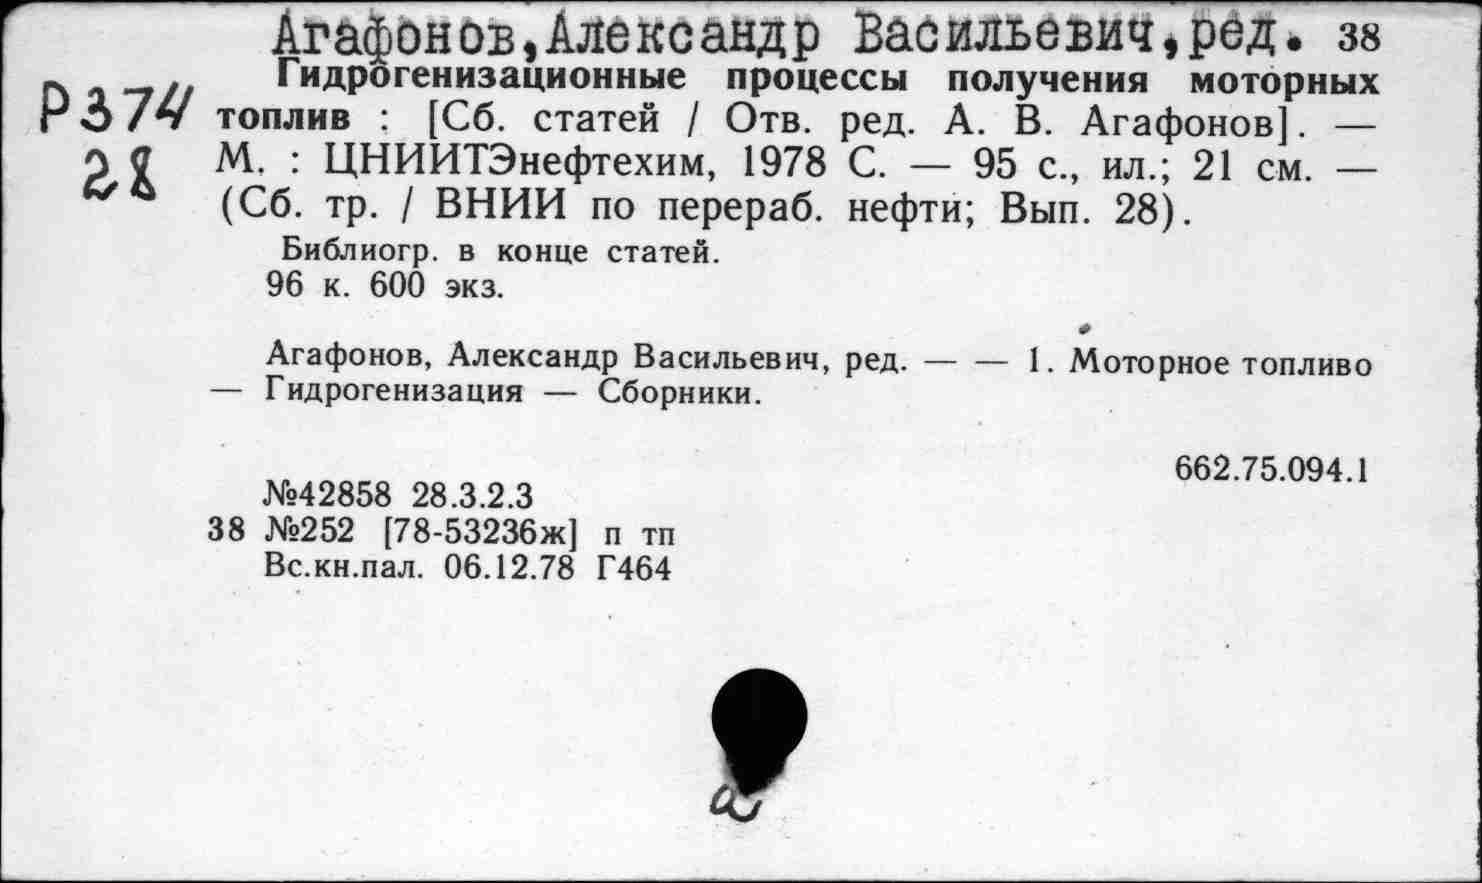 Агафонов,Александр Васильевич,ред. 38
Гидрогенизационные процессы получения моторных
Р374 топлив : [Сб. статей / Отв. ред. А. В. Агафонов]. —
28 М. : ЦНИИТЭнефтехим, 1978 С. — 95 с., ил.; 21 см. —
(Сб. тр. / ВНИИ по перераб. нефти; Вып. 28).
Библиогр. в конце статей.
96 к. 600 экз.
Агафонов, Александр Васильевич, ред. — — 1. Моторное топливо
— Гидрогенизация — Сборники.
662.75.094.1
№42858 28.3.2.3
38 №252 [78-53236ж] п тп
Вс.кн.пал. 06.12.78 Г464